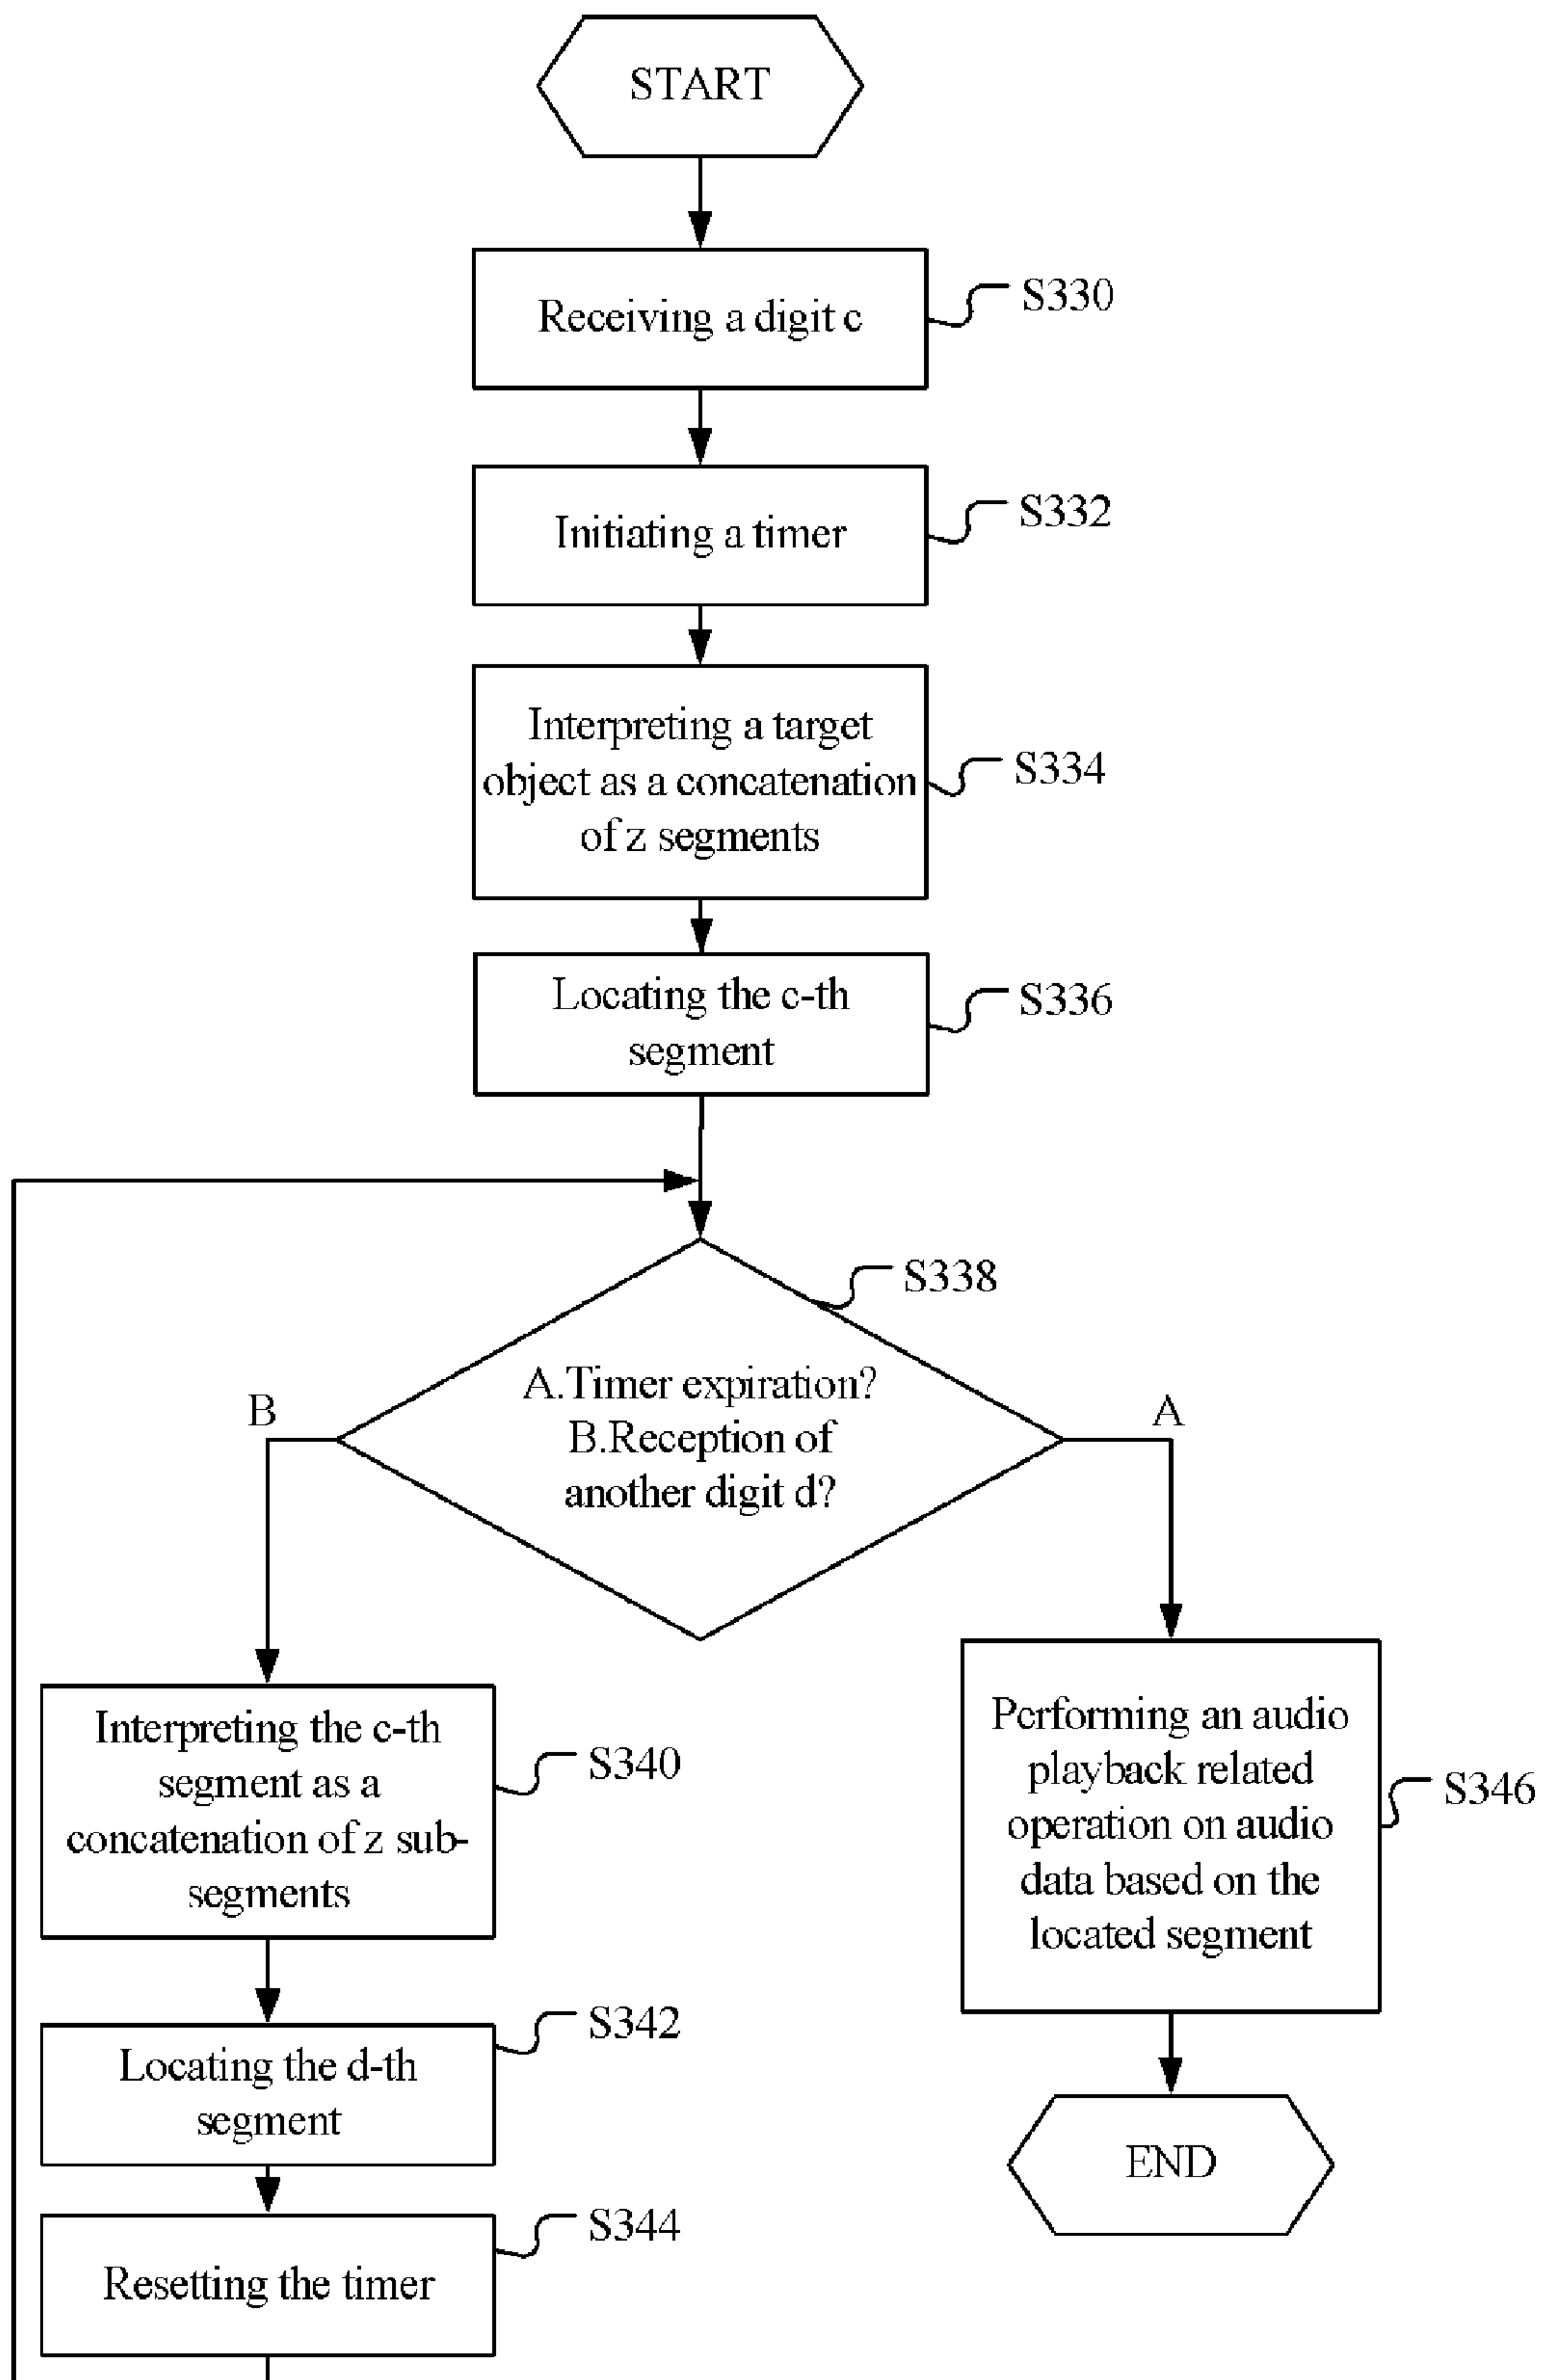 START
Receiving a digit c
S330
Initiating a timer
S332
Interpreting a target
object as a concatenation
of z segments
S334
Locating the c-th
segment
S336
S338
A.Timer expiration?
B.Reception of
another digit d?
B
A
Interpreting the c-th
segment as a
concatenation of z sub-
segments
S340
Performing an audio
playback related
operation on audio
data based on the
located segment
S346
Locating the d-th
segment
S342
END
Resetting the timer
S344